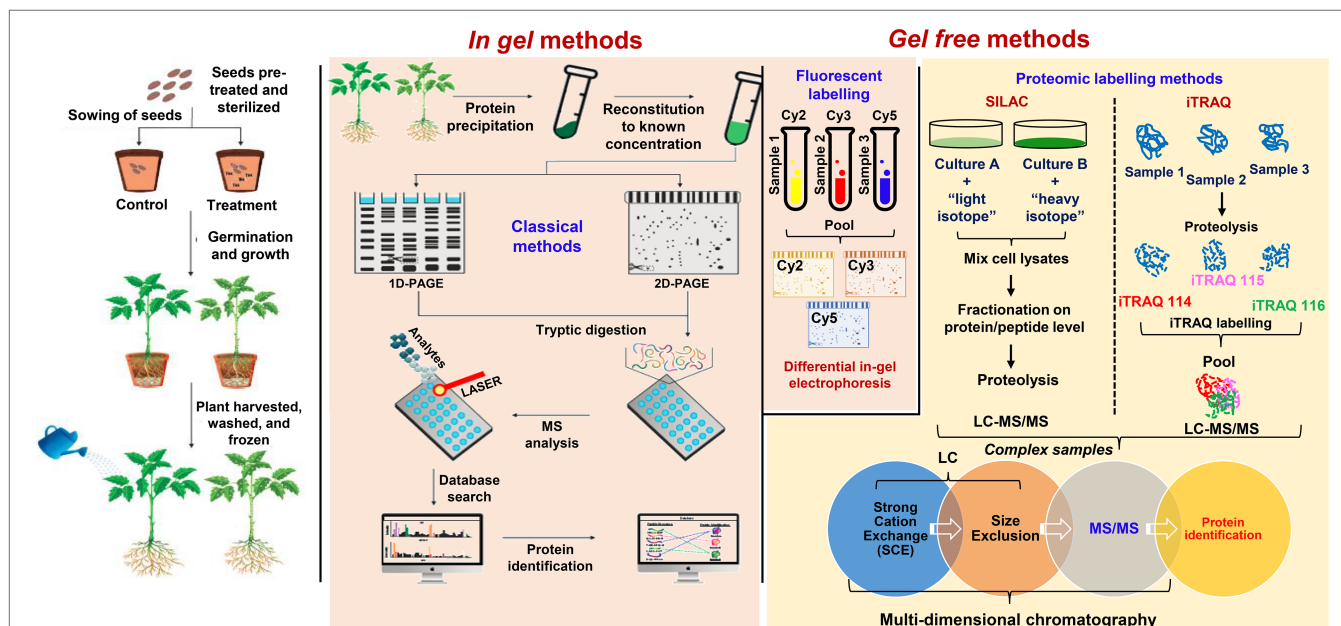 In gel methods
Gel free methods
Seeds pre-
treated and
sterilized
Sowing of seeds
Control
Treatment
Germination
and growth
Plant harvested,
washed, and
frozen
Protein
precipitation
Reconstitution
to known
concentration
Classical
methods
1D-PAGE
2D-PAGE
Tryptic digestion
Analytes
LASER
MS
analysis
Database
search
Protein
identification
Fluorescent
labelling
Cy2
Cy3
Cy5
Sample 1
Sample 2
Sample 3
Pool
Cy2
Cy3
Cy5
Differential in-gel
electrophoresis
Proteomic labelling methods
SILAC
Culture A
+
“light
isotope”
Culture B
+
“heavy
isotope”
Mix cell lysates
Fractionation on
protein/peptide level
Proteolysis
LC-MS/MS
iTRAQ
Sample 1
Sample 2
Sample 3
Proteolysis
iTRAQ 115
iTRAQ 114
iTRAQ 116
iTRAQ labelling
Pool
LC-MS/MS
Complex samples
LC
Strong
Cation
Exchange
(SCE)
Size
Exclusion
MS/MS
Protein
identification
Multi-dimensional chromatography